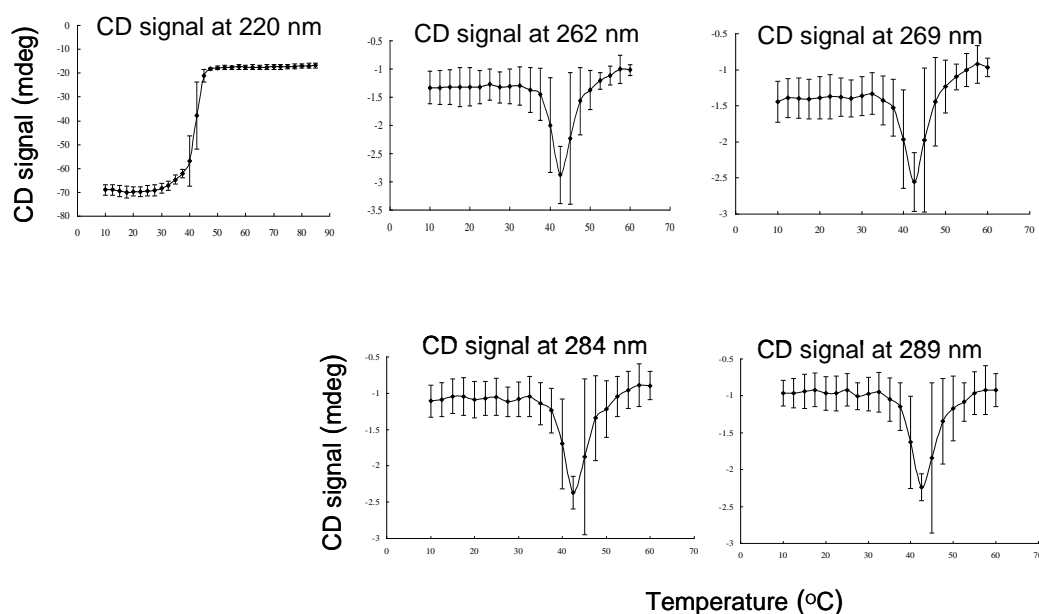 CD signal at 220 nm
CD signal at 262 nm
CD signal at 269 nm
CD signal (mdeg)
0
-10
-20
-30
-40
-50
-60
-70
-80
0 10 20 30 40 50 60 70 80 90
-0.5
-1
-1.5
-2
-2.5
-3
-3.5
0 10 20 30 40 50 60 70
-0.5
-1
-1.5
-2
-2.5
-3
0 10 20 30 40 50 60 70
CD signal at 284 nm
CD signal at 289 nm
CD signal (mdeg)
-0.5
-1
-1.5
-2
-2.5
-3
0 10 20 30 40 50 60 70
-0.5
-1
-1.5
-2
-2.5
-3
0 10 20 30 40 50 60 70
Temperature (°C)